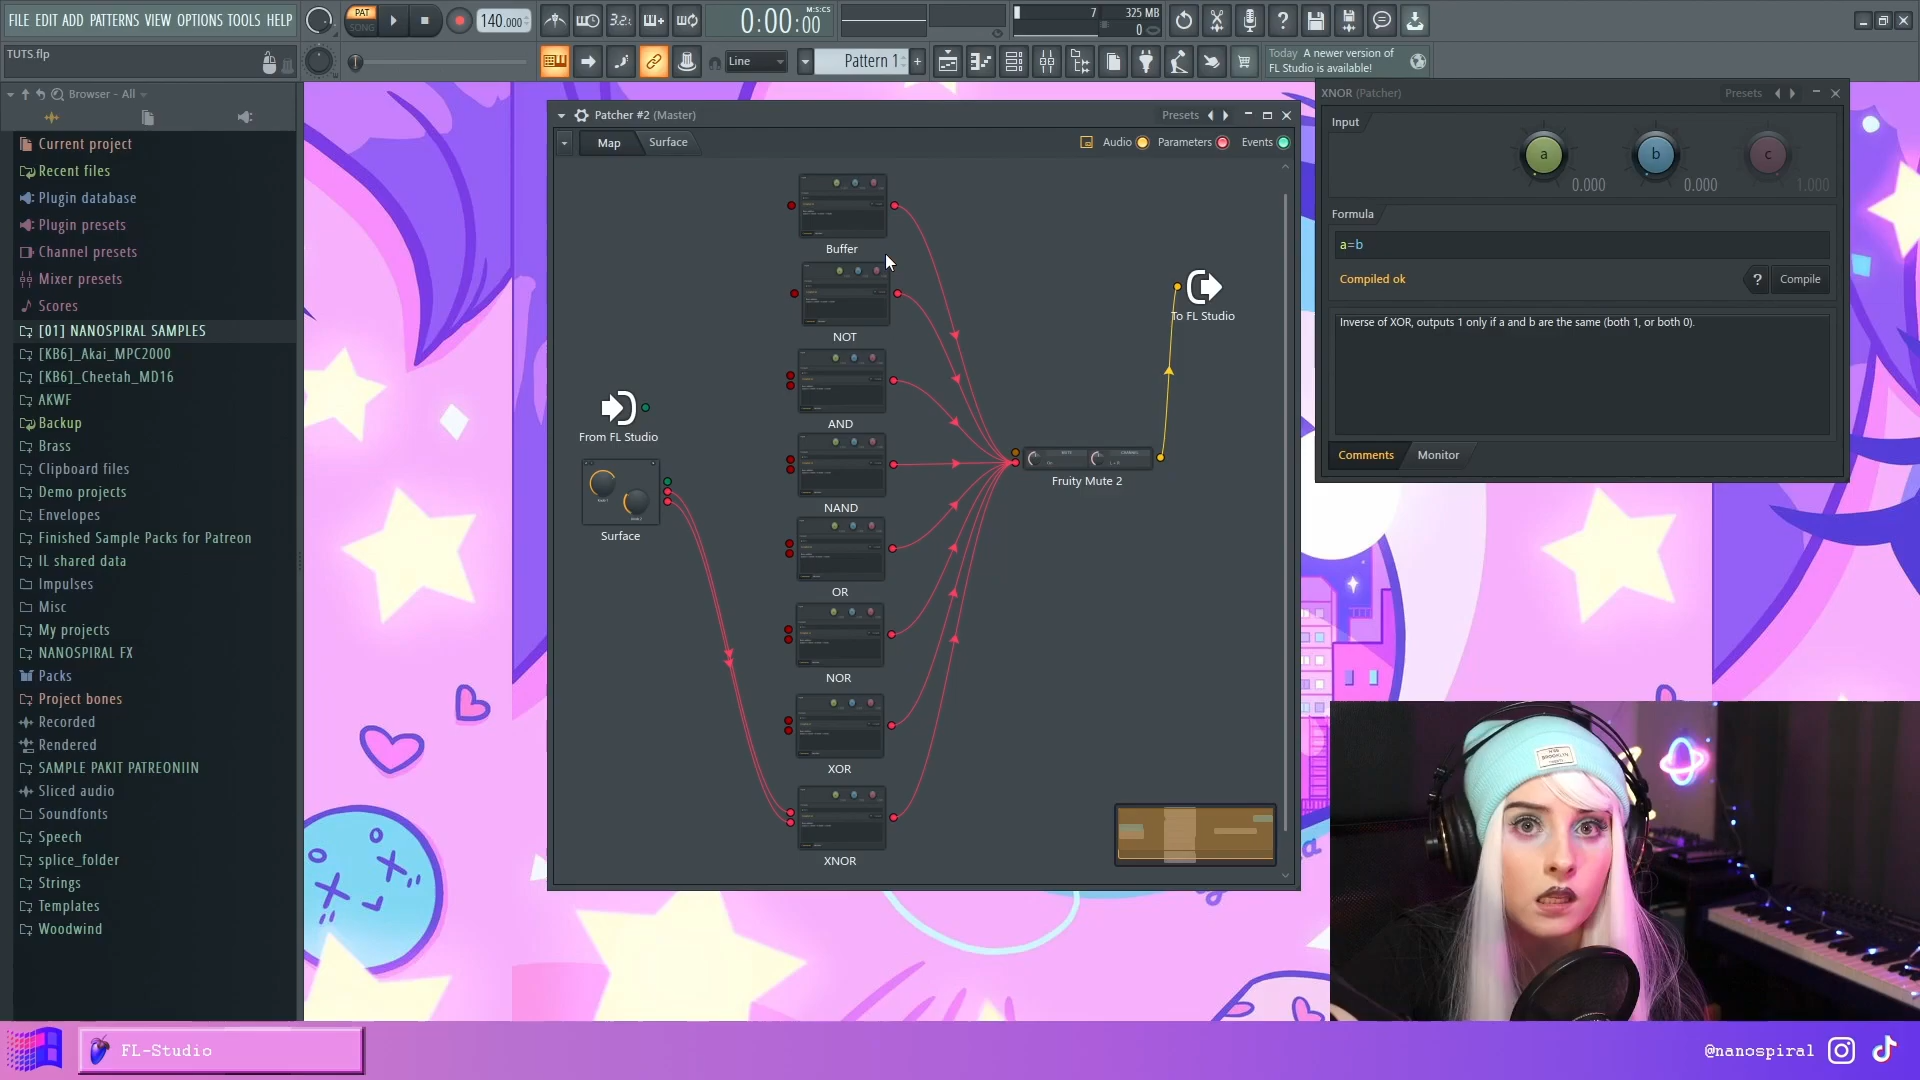 FILE EDIT ADD PATTERNS VIEW OPTIONS TOOLS HELP
PAT
SONG
140.000
3.2.
0:00:00
M:S:CS
7
325 MB
0
TUTS.flp
Line
Pattern 1
+
Today A newer version of
FL Studio is available!
Browser - All
Current project
Recent files
Plugin database
Plugin presets
Channel presets
Mixer presets
Scores
[01] NANOSPIRAL SAMPLES
[KB6]_Akai_MPC2000
[KB6]_Cheetah_MD16
AKWF
Backup
Brass
Clipboard files
Demo projects
Envelopes
Finished Sample Packs for Patreon
IL shared data
Impulses
Misc
My projects
NANOSPIRAL FX
Packs
Project bones
Recorded
Rendered
SAMPLE PAKIT PATREONIIN
Sliced audio
Soundfonts
Speech
splice_folder
Strings
Templates
Woodwind
Patcher #2 (Master)
Presets
Map
Surface
Audio
Parameters
Events
Buffer
NOT
AND
NAND
OR
NOR
XOR
XNOR
From FL Studio
Surface
Fruity Mute 2
To FL Studio
XNOR (Patcher)
Presets
Input
a
0.000
b
0.000
c
1.000
Formula
a=b
Compiled ok
?
Compile
Inverse of XOR, outputs 1 only if a and b are the same (both 1, or both 0).
Comments
Monitor
FL-Studio
@nanospiral